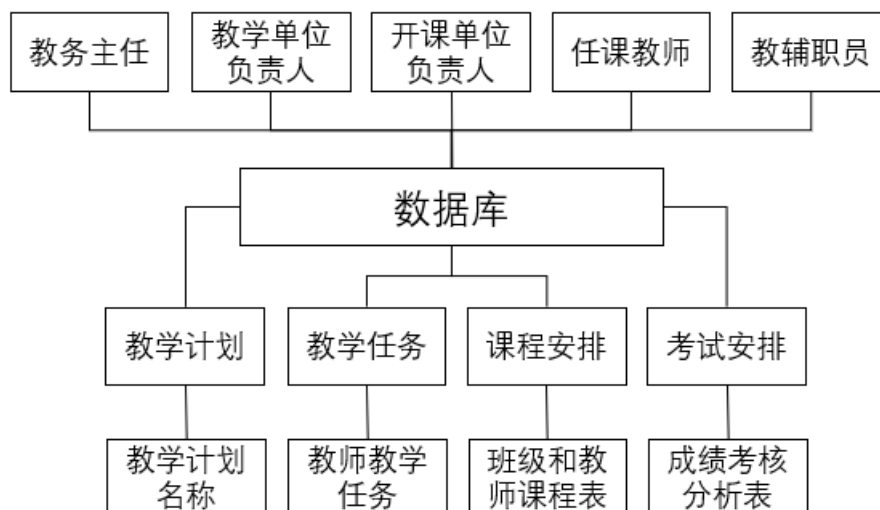 教务主任
教学单位
负责人
开课单位
负责人
任课教师
教辅职员
数据库
教学计划
教学任务
课程安排
考试安排
教学计划
名称
教师教学
任务
班级和教
师课程表
成绩考核
分析表